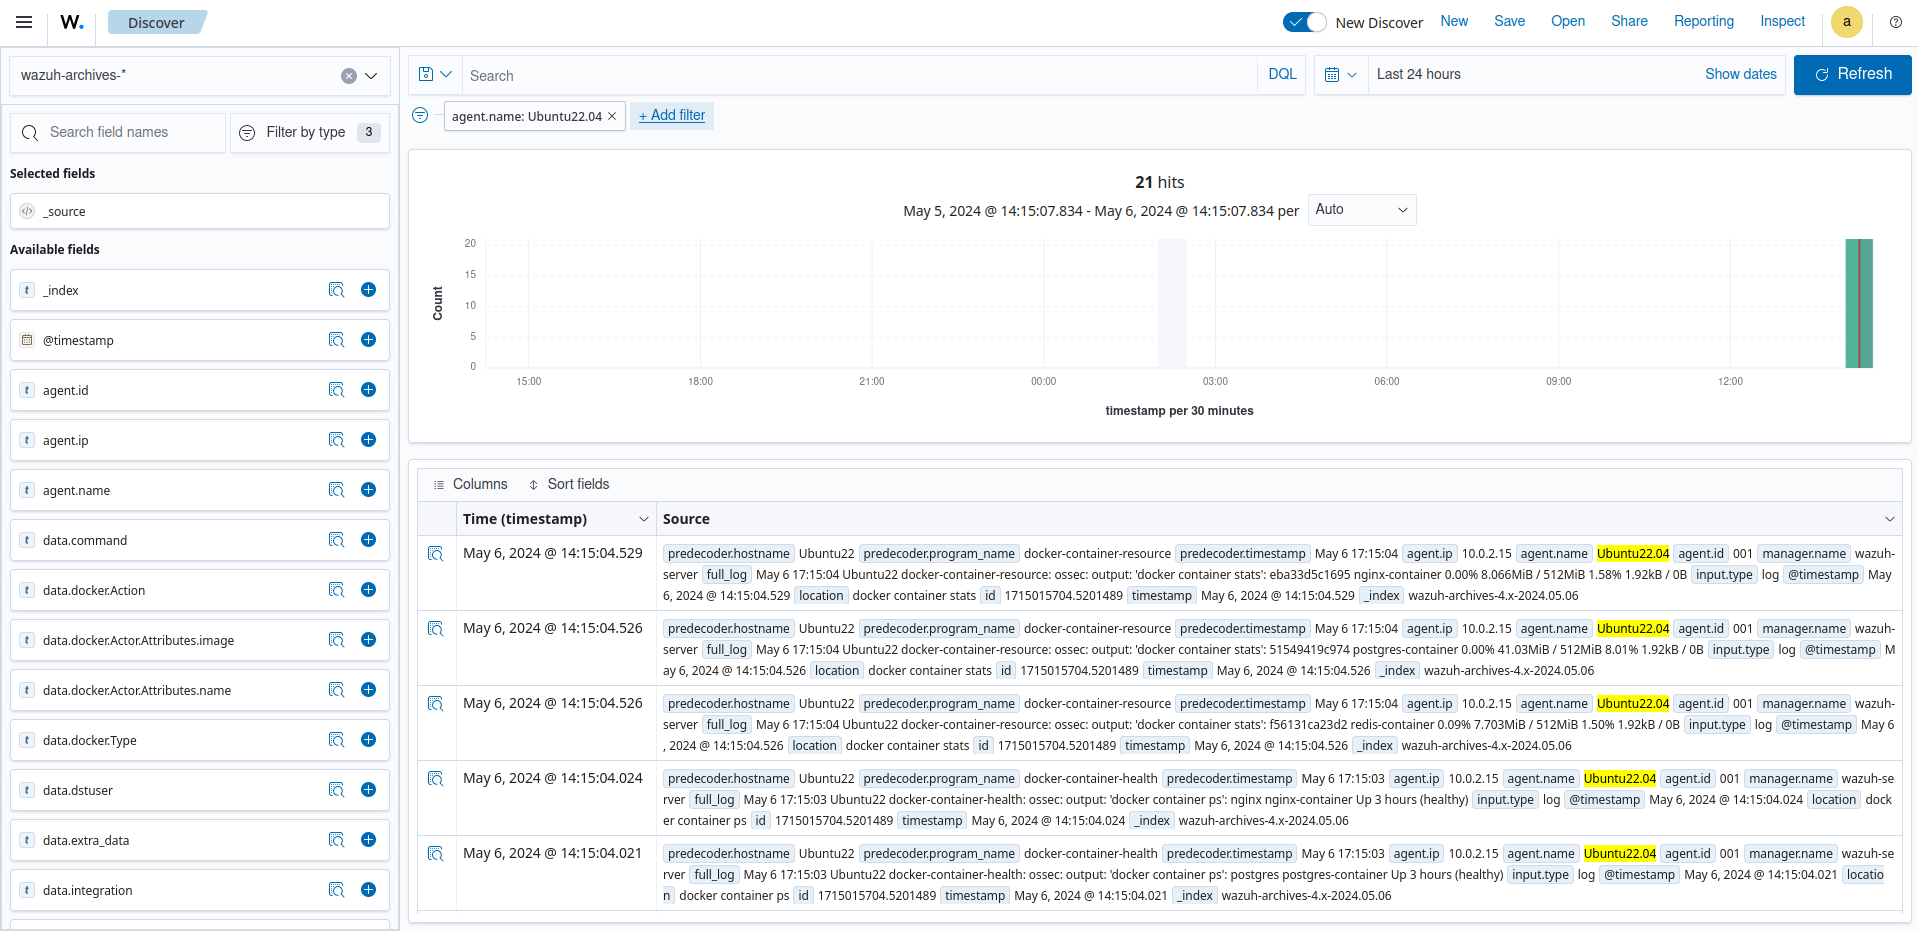 W. Discover New Discover New Save Open Share Reporting Inspect a
wazuh-archives-*
Search DQL Last 24 hours Show dates Refresh
agent.name: Ubuntu22.04 + Add filter
Search field names Filter by type 3
Selected fields
_source
Available fields
t _index
@timestamp
t agent.id
t agent.ip
t agent.name
t data.command
t data.docker.Action
t data.docker.Actor.Attributes.image
t data.docker.Actor.Attributes.name
t data.docker.Type
t data.dstuser
t data.extra_data
t data.integration
21 hits
May 5, 2024 @ 14:15:07.834 - May 6, 2024 @ 14:15:07.834 per Auto
Count
20
15
10
5
0
15:00 18:00 21:00 00:00 03:00 06:00 09:00 12:00
timestamp per 30 minutes
Columns Sort fields
Time (timestamp) Source
May 6, 2024 @ 14:15:04.529 predecoder.hostname Ubuntu22 predecoder.program_name docker-container-resource predecoder.timestamp May 6 17:15:04 agent.ip 10.0.2.15 agent.name Ubuntu22.04 agent.id 001 manager.name wazuh-
server full_log May 6 17:15:04 Ubuntu22 docker-container-resource: ossec: output: 'docker container stats': eba33d5c1695 nginx-container 0.00% 8.066MiB / 512MiB 1.58% 1.92kB / 0B input.type log @timestamp May
6, 2024 @ 14:15:04.529 location docker container stats id 1715015704.5201489 timestamp May 6, 2024 @ 14:15:04.529 _index wazuh-archives-4.x-2024.05.06
May 6, 2024 @ 14:15:04.526 predecoder.hostname Ubuntu22 predecoder.program_name docker-container-resource predecoder.timestamp May 6 17:15:04 agent.ip 10.0.2.15 agent.name Ubuntu22.04 agent.id 001 manager.name wazuh-
server full_log May 6 17:15:04 Ubuntu22 docker-container-resource: ossec: output: 'docker container stats': 51549419c974 postgres-container 0.00% 41.03MiB / 512MiB 8.01% 1.92kB / 0B input.type log @timestamp M
ay 6, 2024 @ 14:15:04.526 location docker container stats id 1715015704.5201489 timestamp May 6, 2024 @ 14:15:04.526 _index wazuh-archives-4.x-2024.05.06
May 6, 2024 @ 14:15:04.526 predecoder.hostname Ubuntu22 predecoder.program_name docker-container-resource predecoder.timestamp May 6 17:15:04 agent.ip 10.0.2.15 agent.name Ubuntu22.04 agent.id 001 manager.name wazuh-
server full_log May 6 17:15:04 Ubuntu22 docker-container-resource: ossec: output: 'docker container stats': f56131ca23d2 redis-container 0.09% 7.703MiB / 512MiB 1.50% 1.92kB / 0B input.type log @timestamp May 6
, 2024 @ 14:15:04.526 location docker container stats id 1715015704.5201489 timestamp May 6, 2024 @ 14:15:04.526 _index wazuh-archives-4.x-2024.05.06
May 6, 2024 @ 14:15:04.024 predecoder.hostname Ubuntu22 predecoder.program_name docker-container-health predecoder.timestamp May 6 17:15:03 agent.ip 10.0.2.15 agent.name Ubuntu22.04 agent.id 001 manager.name wazuh-se
rver full_log May 6 17:15:03 Ubuntu22 docker-container-health: ossec: output: 'docker container ps': nginx nginx-container Up 3 hours (healthy) input.type log @timestamp May 6, 2024 @ 14:15:04.024 location dock
er container ps id 1715015704.5201489 timestamp May 6, 2024 @ 14:15:04.024 _index wazuh-archives-4.x-2024.05.06
May 6, 2024 @ 14:15:04.021 predecoder.hostname Ubuntu22 predecoder.program_name docker-container-health predecoder.timestamp May 6 17:15:03 agent.ip 10.0.2.15 agent.name Ubuntu22.04 agent.id 001 manager.name wazuh-se
rver full_log May 6 17:15:03 Ubuntu22 docker-container-health: ossec: output: 'docker container ps': postgres postgres-container Up 3 hours (healthy) input.type log @timestamp May 6, 2024 @ 14:15:04.021 locatio
n docker container ps id 1715015704.5201489 timestamp May 6, 2024 @ 14:15:04.021 _index wazuh-archives-4.x-2024.05.06